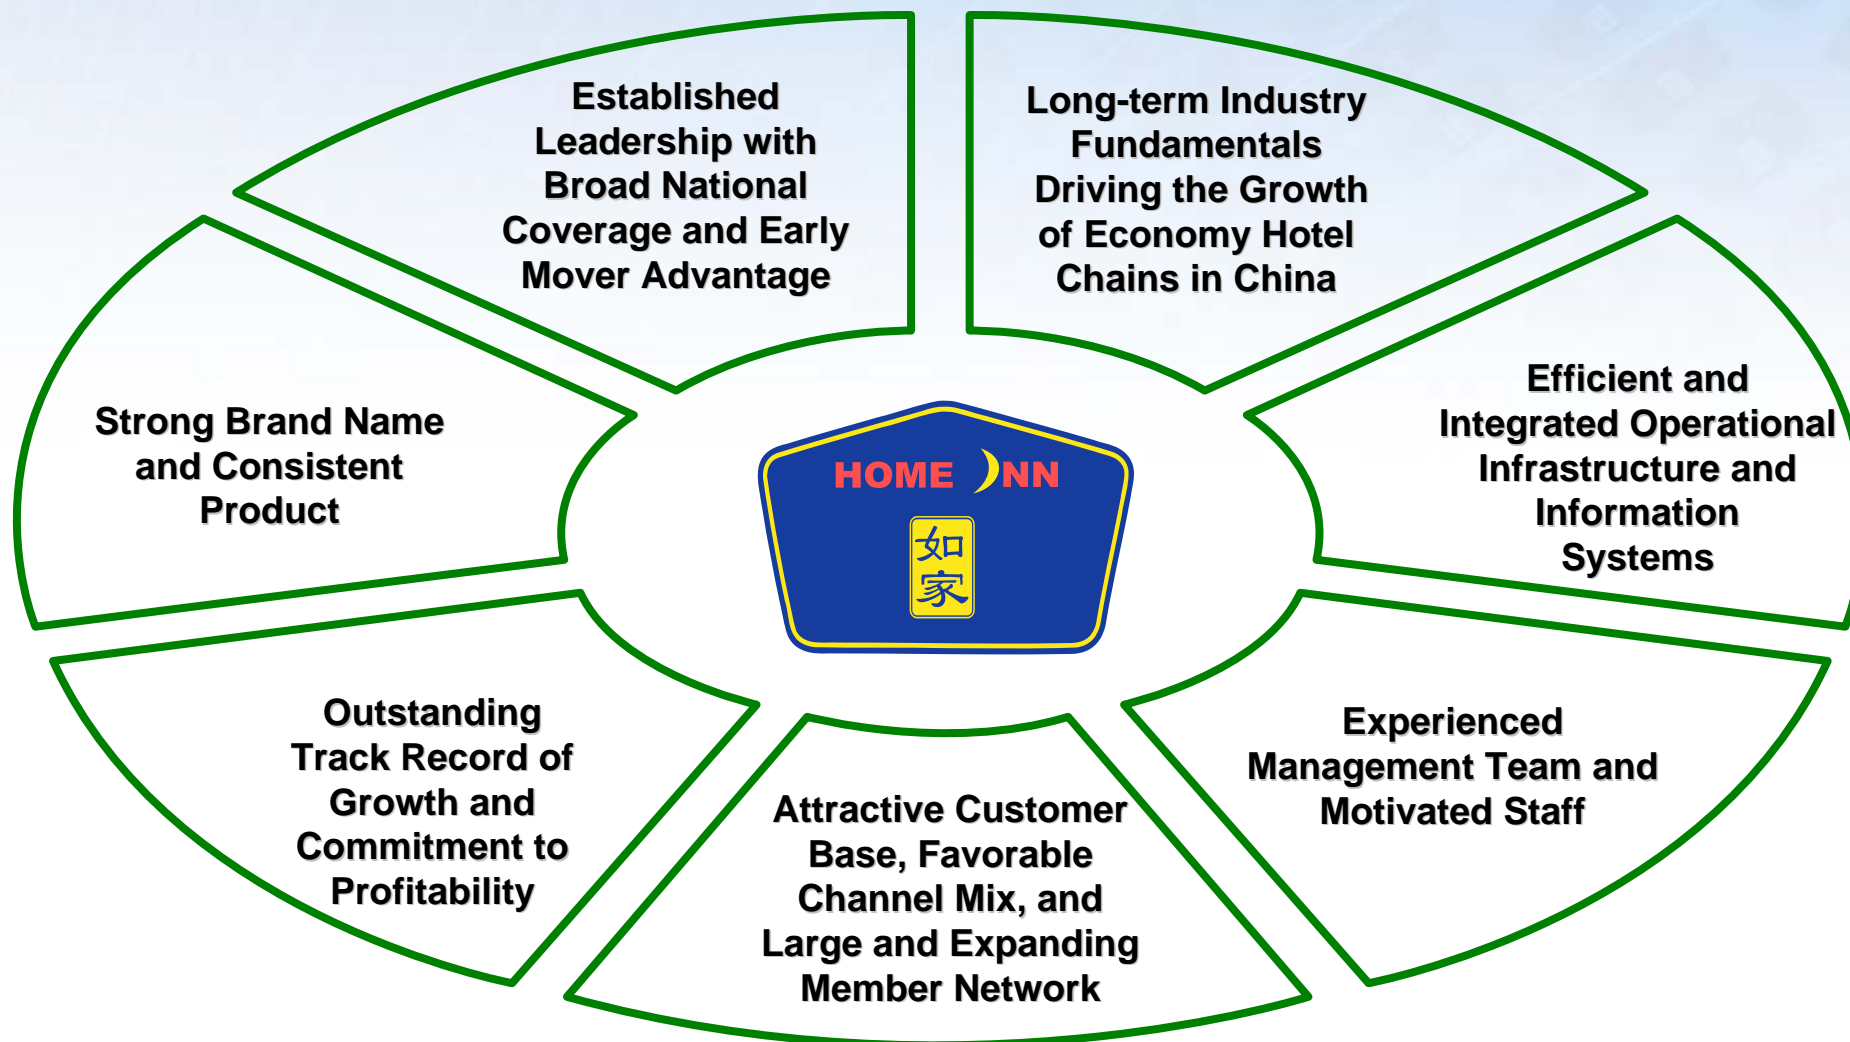 Established
Leadership with
Broad National
Coverage and Early
Mover Advantage
Long-term Industry
Fundamentals
Driving the Growth
of Economy Hotel
Chains in China
Strong Brand Name
and Consistent
Product
HOME INN
如
家
Efficient and
Integrated Operational
Infrastructure and
Information
Systems
Outstanding
Track Record of
Growth and
Commitment to
Profitability
Attractive Customer
Base, Favorable
Channel Mix, and
Large and Expanding
Member Network
Experienced
Management Team and
Motivated Staff